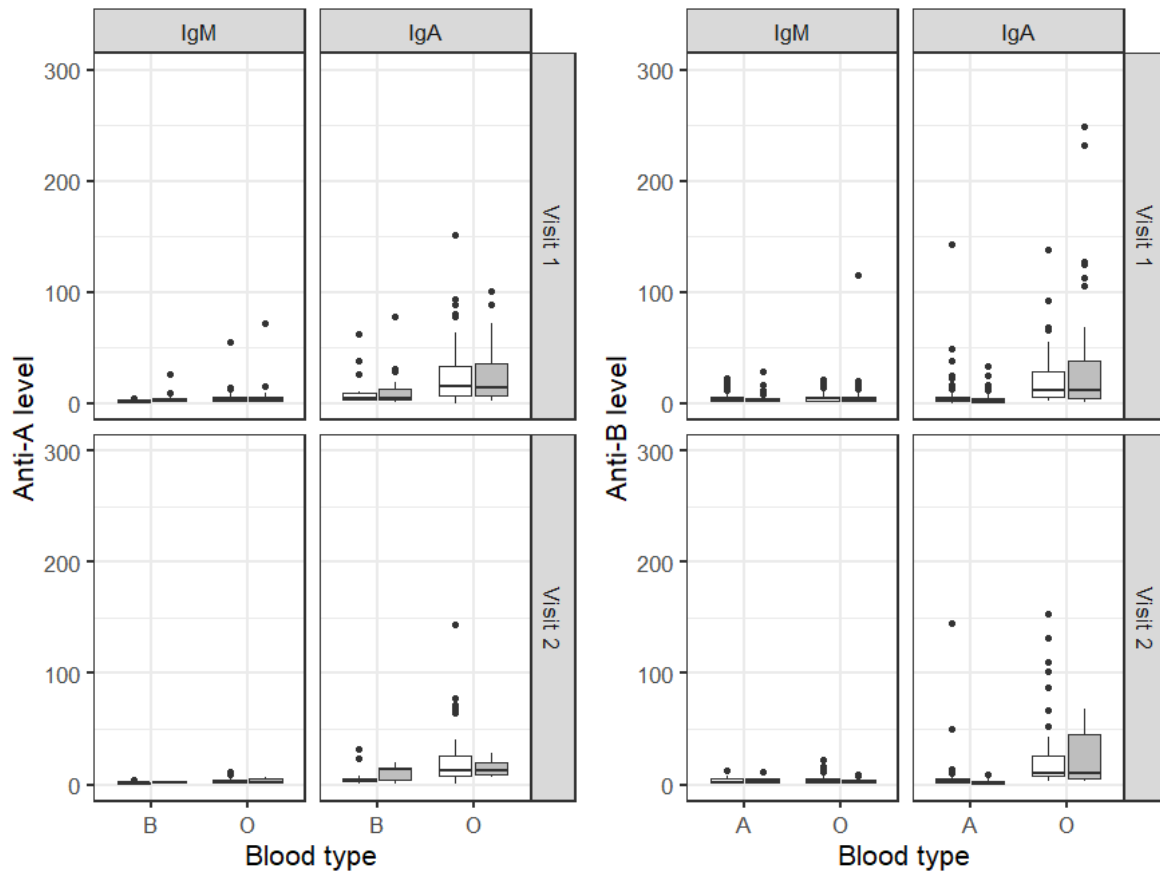 IgM
IgA
300
200
100
0
Visit 1
300
200
100
0
Visit 2
Anti-A level
B
O
B
O
Blood type
IgM
IgA
300
200
100
0
Visit 1
300
200
100
0
Visit 2
Anti-B level
A
O
A
O
Blood type